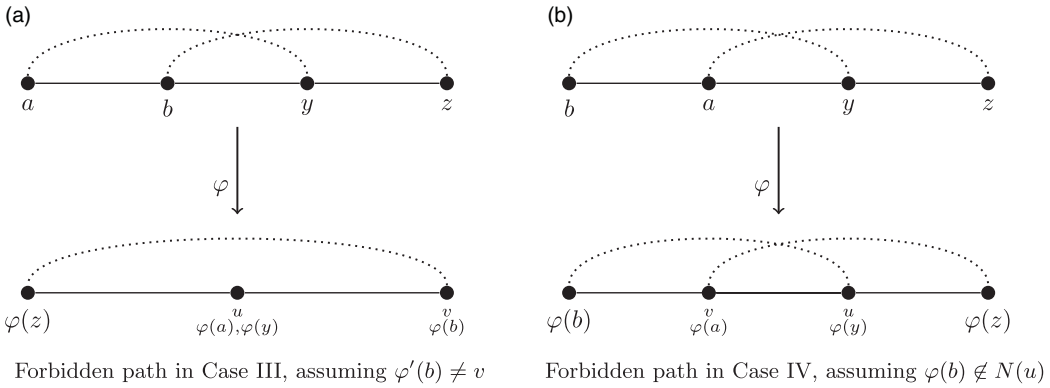 (a)
a b y z
φ
φ(z) u v
φ(a),φ(y) φ(b)
Forbidden path in Case III, assuming φ′(b) ≠ v
(b)
b a y z
φ
φ(b) v u φ(z)
φ(a) φ(y)
Forbidden path in Case IV, assuming φ(b) ∉ N(u)